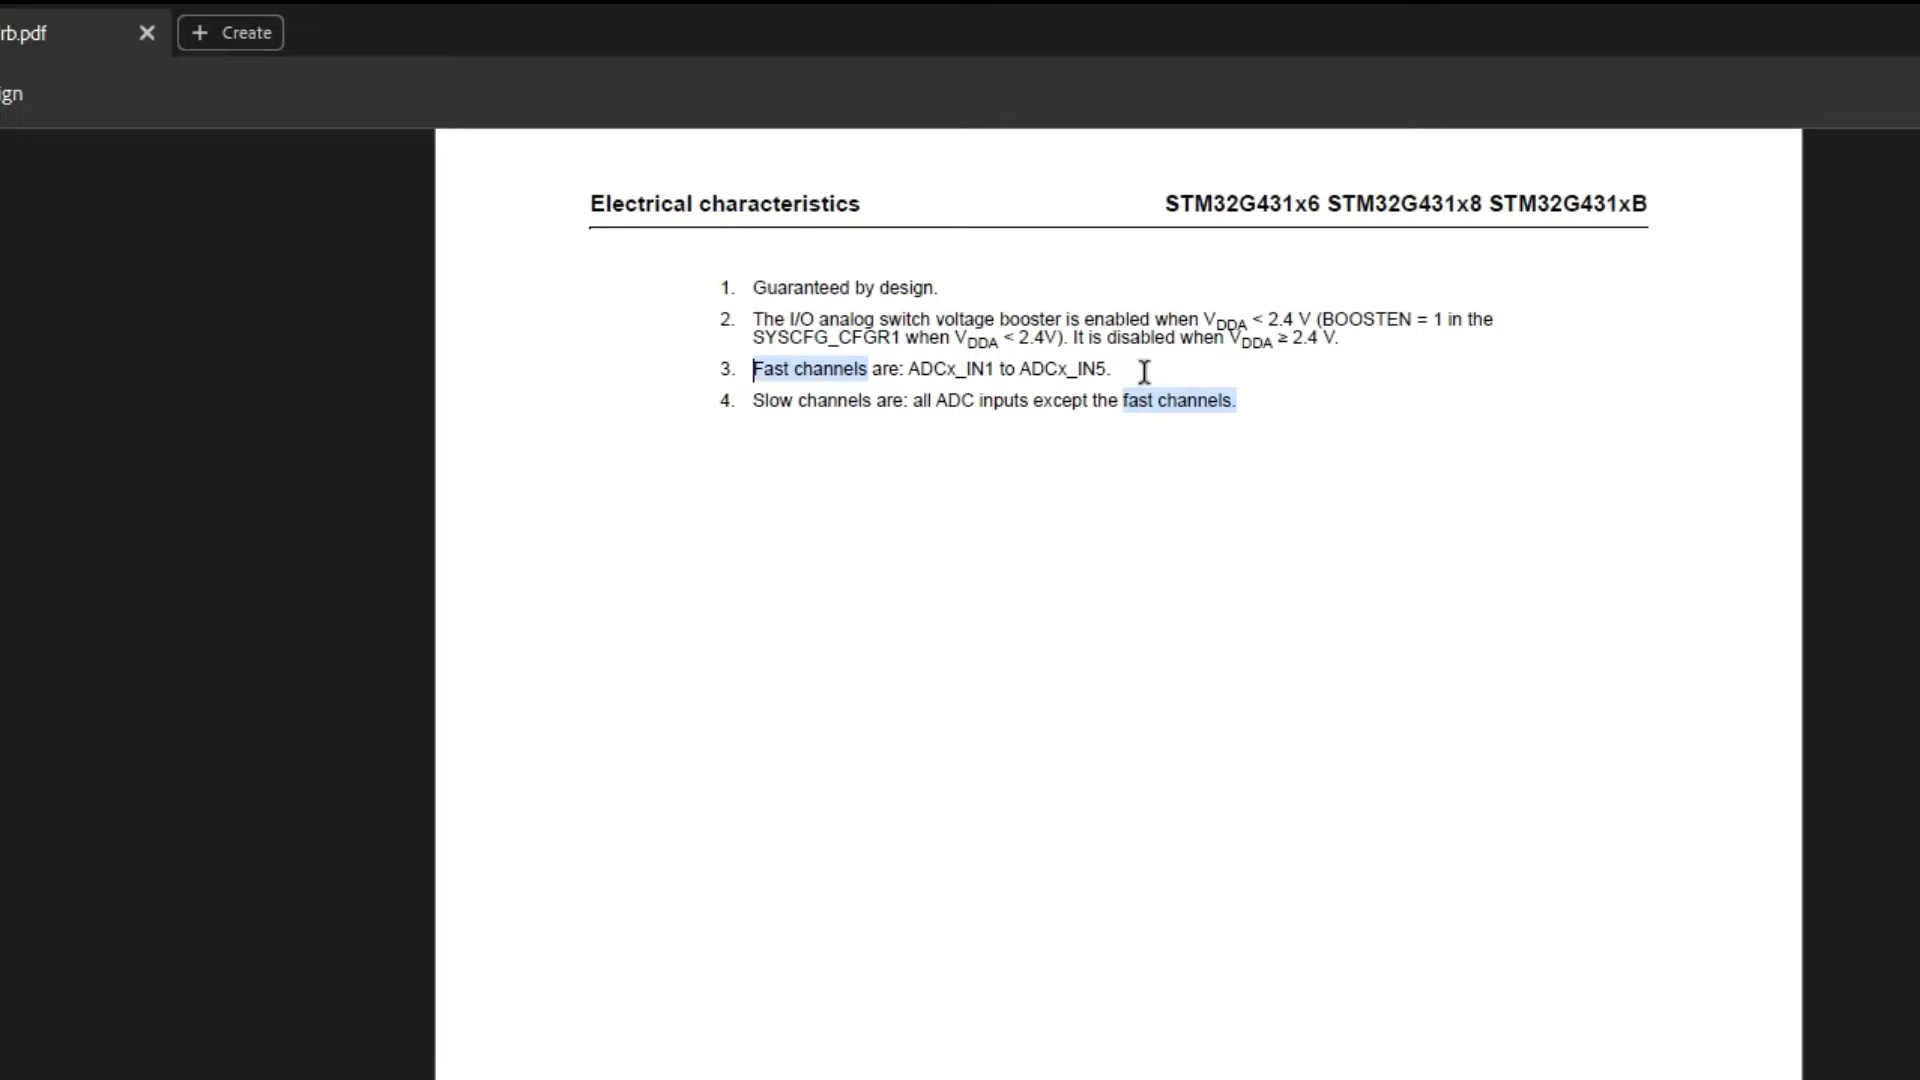 rb.pdf
Create
ign
Electrical characteristics STM32G431x6 STM32G431x8 STM32G431xB
1. Guaranteed by design.
2. The I/O analog switch voltage booster is enabled when VDDA < 2.4 V (BOOSTEN = 1 in the
SYSCFG_CFGR1 when VDDA < 2.4V). It is disabled when VDDA ≥ 2.4 V.
3. Fast channels are: ADCx_IN1 to ADCx_IN5.
4. Slow channels are: all ADC inputs except the fast channels.